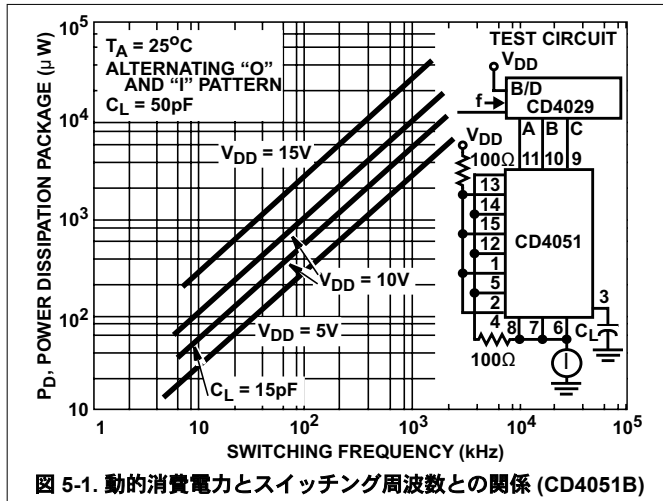 T_A = 25°C
ALTERNATING “O”
AND “I” PATTERN
C_L = 50pF
TEST CIRCUIT
V_DD
B/D
f
CD4029
A B C
11 10 9
V_DD
100Ω
13
14
15
12
1
5
2
4
CD4051
3
8 7 6
C_L
100Ω
I
V_DD = 15V
V_DD = 10V
V_DD = 5V
C_L = 15pF
P_D, POWER DISSIPATION PACKAGE (μW)
10^5
10^4
10^3
10^2
10
1 10 10^2 10^3 10^4 10^5
SWITCHING FREQUENCY (kHz)
図 5-1. 動的消費電力とスイッチング周波数との関係 (CD4051B)